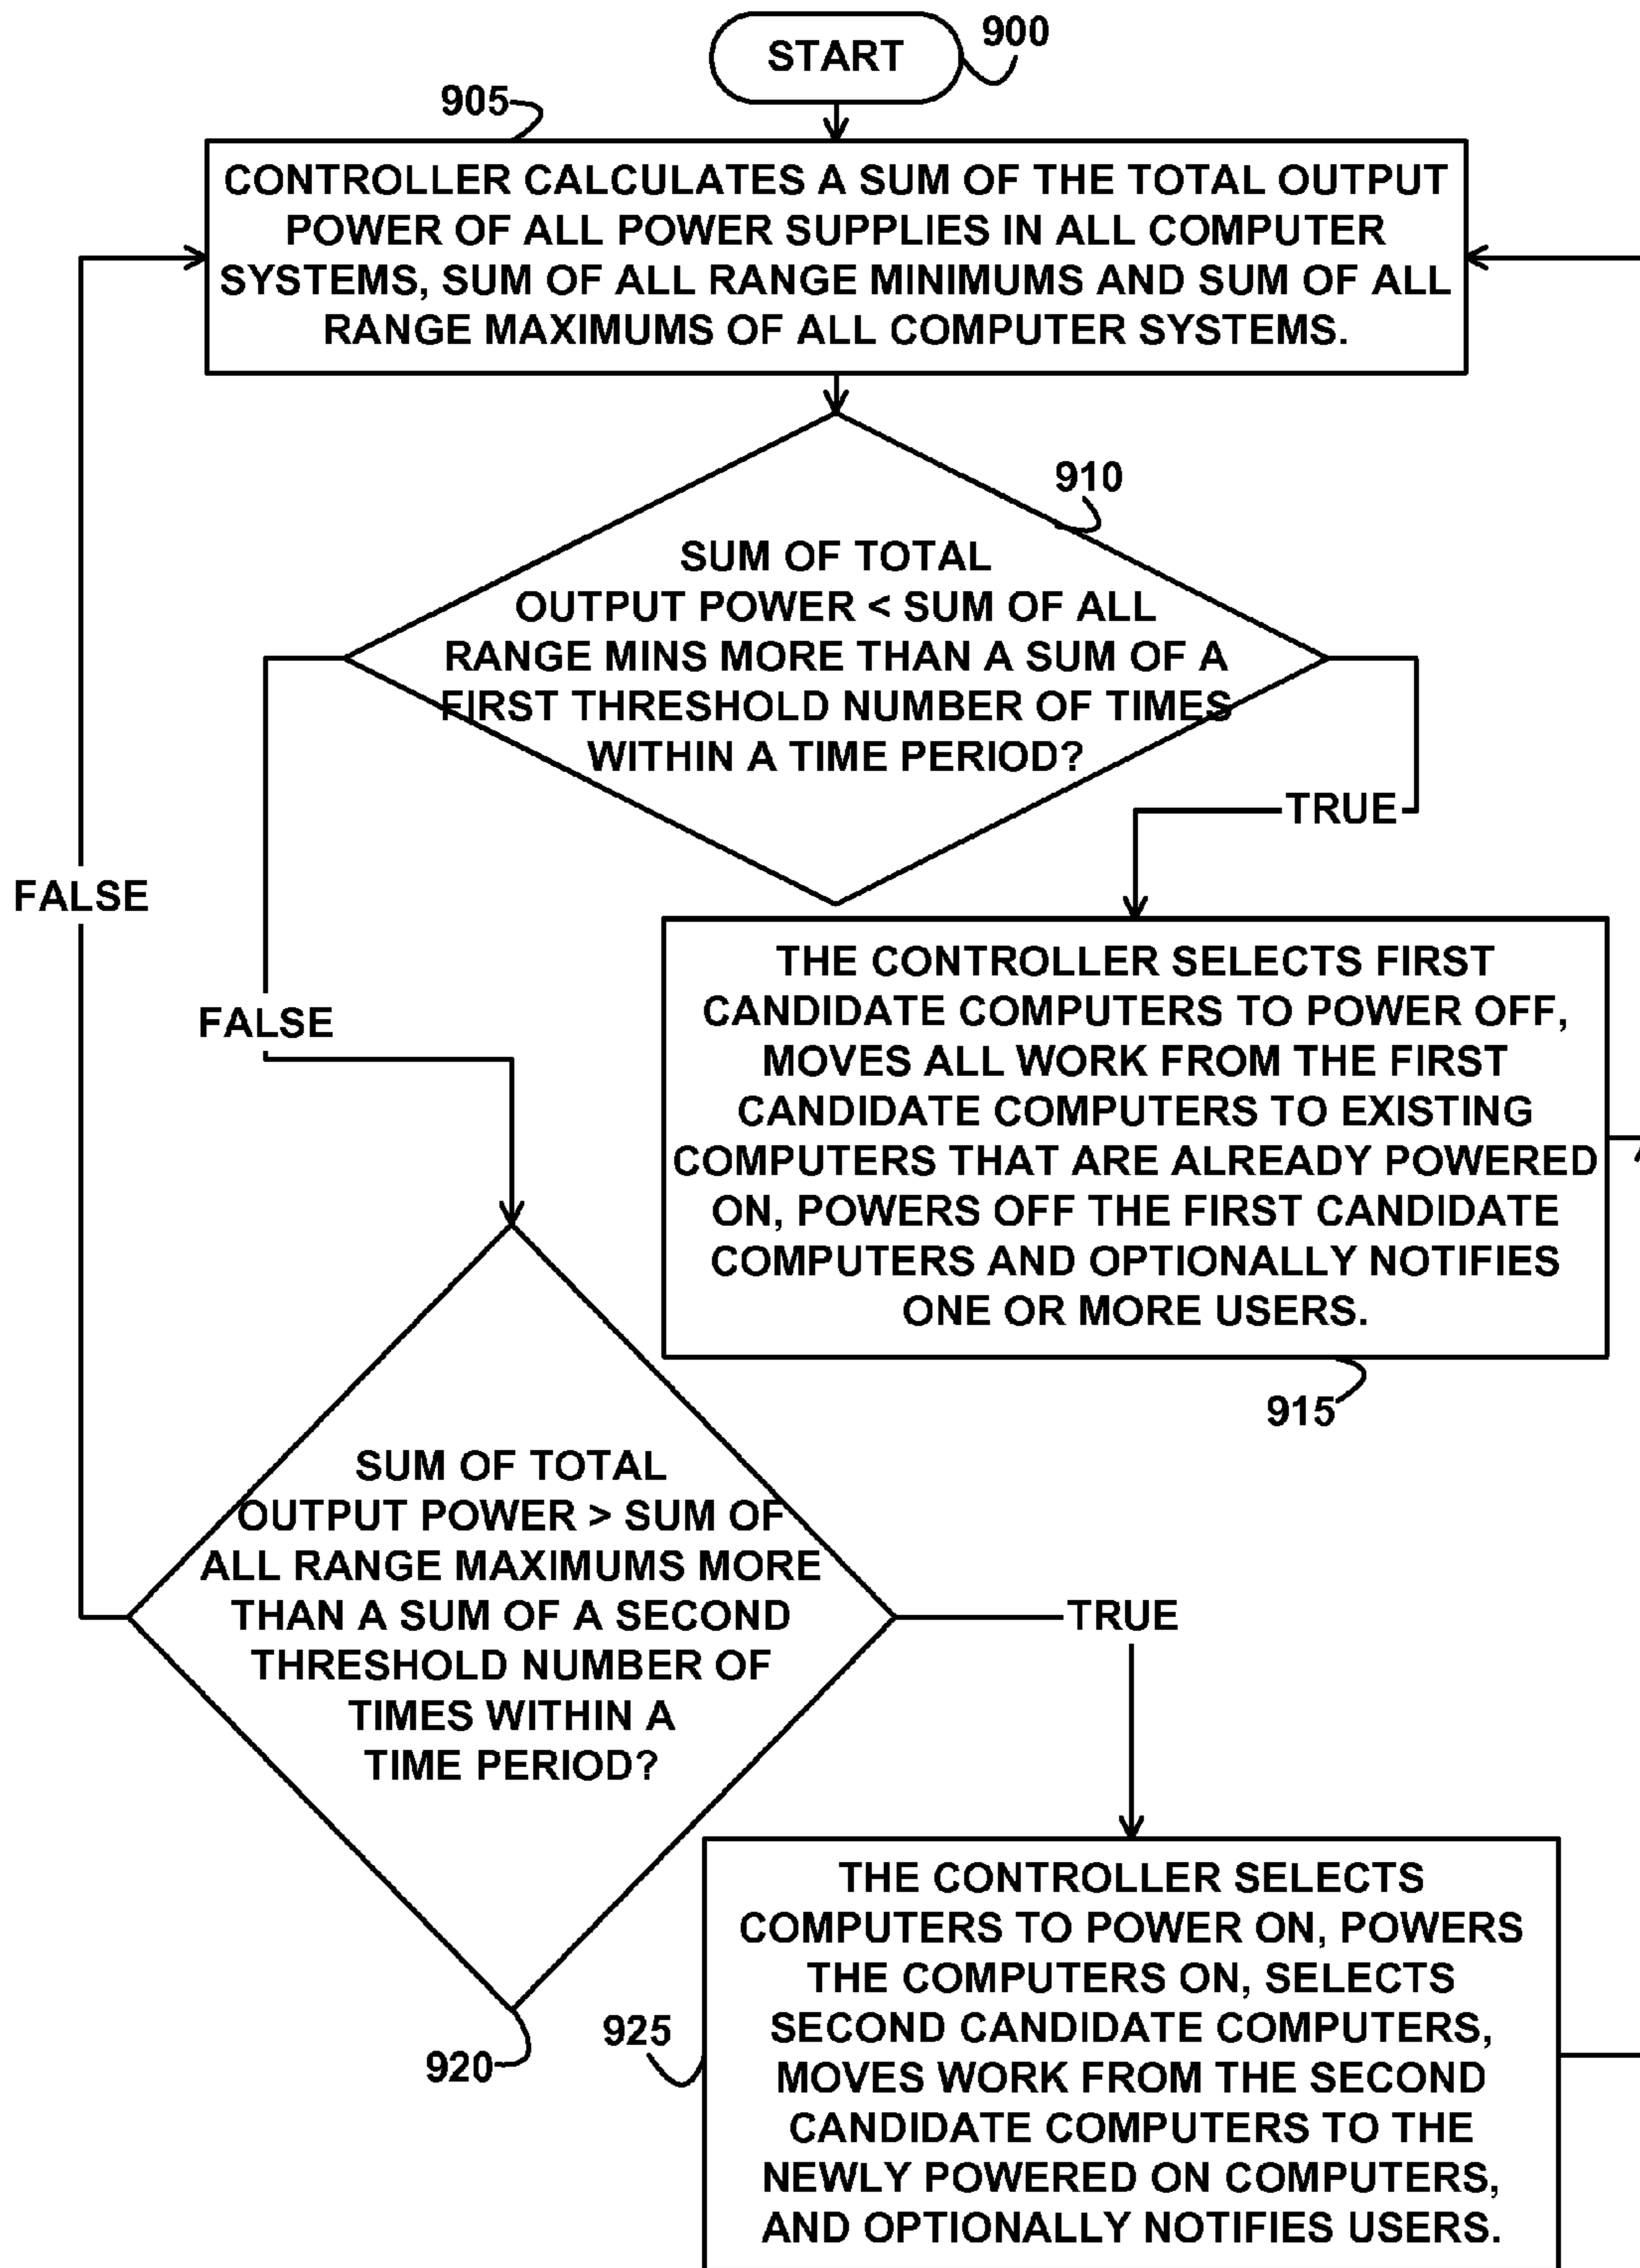 START
900
905
CONTROLLER CALCULATES A SUM OF THE TOTAL OUTPUT
POWER OF ALL POWER SUPPLIES IN ALL COMPUTER
SYSTEMS, SUM OF ALL RANGE MINIMUMS AND SUM OF ALL
RANGE MAXIMUMS OF ALL COMPUTER SYSTEMS.
910
SUM OF TOTAL
OUTPUT POWER < SUM OF ALL
RANGE MINS MORE THAN A SUM OF A
FIRST THRESHOLD NUMBER OF TIMES
WITHIN A TIME PERIOD?
TRUE
FALSE
FALSE
THE CONTROLLER SELECTS FIRST
CANDIDATE COMPUTERS TO POWER OFF,
MOVES ALL WORK FROM THE FIRST
CANDIDATE COMPUTERS TO EXISTING
COMPUTERS THAT ARE ALREADY POWERED
ON, POWERS OFF THE FIRST CANDIDATE
COMPUTERS AND OPTIONALLY NOTIFIES
ONE OR MORE USERS.
915
SUM OF TOTAL
OUTPUT POWER > SUM OF
ALL RANGE MAXIMUMS MORE
THAN A SUM OF A SECOND
THRESHOLD NUMBER OF
TIMES WITHIN A
TIME PERIOD?
TRUE
920
925
THE CONTROLLER SELECTS
COMPUTERS TO POWER ON, POWERS
THE COMPUTERS ON, SELECTS
SECOND CANDIDATE COMPUTERS,
MOVES WORK FROM THE SECOND
CANDIDATE COMPUTERS TO THE
NEWLY POWERED ON COMPUTERS,
AND OPTIONALLY NOTIFIES USERS.